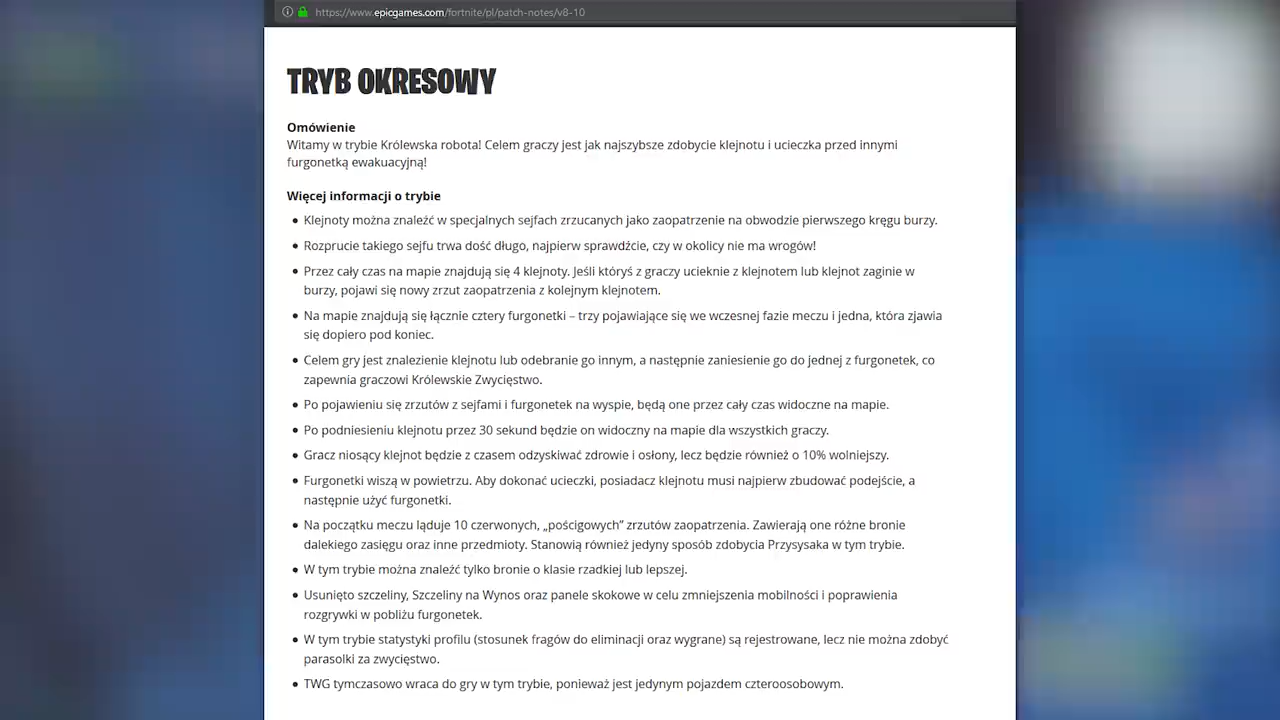 https://www.epicgames.com/fortnite/pl/patch-notes/v8-10
TRYB OKRESOWY
Omówienie
Witamy w trybie Królewska robota! Celem graczy jest jak najszybsze zdobycie klejnotu i ucieczka przed innymi
furgonetką ewakuacyjną!
Więcej informacji o trybie
• Klejnoty można znaleźć w specjalnych sejfach zrzucanych jako zaopatrzenie na obwodzie pierwszego kręgu burzy.
• Rozprucie takiego sejfu trwa dość długo, najpierw sprawdźcie, czy w okolicy nie ma wrogów!
• Przez cały czas na mapie znajdują się 4 klejnoty. Jeśli któryś z graczy ucieknie z klejnotem lub klejnot zaginie w
burzy, pojawi się nowy zrzut zaopatrzenia z kolejnym klejnotem.
• Na mapie znajdują się łącznie cztery furgonetki – trzy pojawiające się we wczesnej fazie meczu i jedna, która zjawia
się dopiero pod koniec.
• Celem gry jest znalezienie klejnotu lub odebranie go innym, a następnie zaniesienie go do jednej z furgonetek, co
zapewnia graczowi Królewskie Zwycięstwo.
• Po pojawieniu się zrzutów z sejfami i furgonetek na wyspie, będą one przez cały czas widoczne na mapie.
• Po podniesieniu klejnotu przez 30 sekund będzie on widoczny na mapie dla wszystkich graczy.
• Gracz niosący klejnot będzie z czasem odzyskiwać zdrowie i osłony, lecz będzie również o 10% wolniejszy.
• Furgonetki wiszą w powietrzu. Aby dokonać ucieczki, posiadacz klejnotu musi najpierw zbudować podejście, a
następnie użyć furgonetki.
• Na początku meczu ląduje 10 czerwonych, „pościgowych” zrzutów zaopatrzenia. Zawierają one różne bronie
dalekiego zasięgu oraz inne przedmioty. Stanowią również jedyny sposób zdobycia Przysysaka w tym trybie.
• W tym trybie można znaleźć tylko bronie o klasie rzadkiej lub lepszej.
• Usunięto szczeliny, Szczeliny na Wynos oraz panele skokowe w celu zmniejszenia mobilności i poprawienia
rozgrywki w pobliżu furgonetek.
• W tym trybie statystyki profilu (stosunek fragów do eliminacji oraz wygrane) są rejestrowane, lecz nie można zdobyć
parasolki za zwycięstwo.
• TWG tymczasowo wraca do gry w tym trybie, ponieważ jest jedynym pojazdem czteroosobowym.